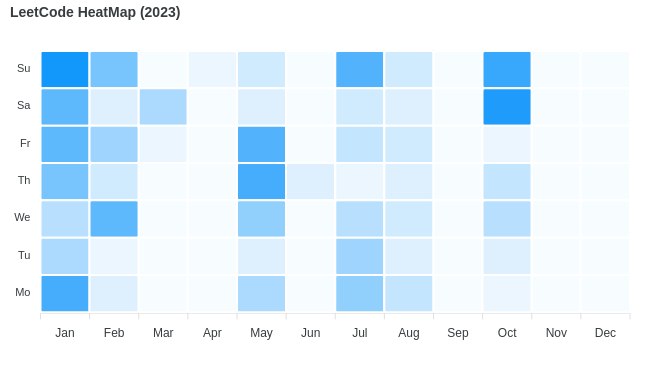 LeetCode HeatMap (2023)
Su
Sa
Fr
Th
We
Tu
Mo
Jan Feb Mar Apr May Jun Jul Aug Sep Oct Nov Dec